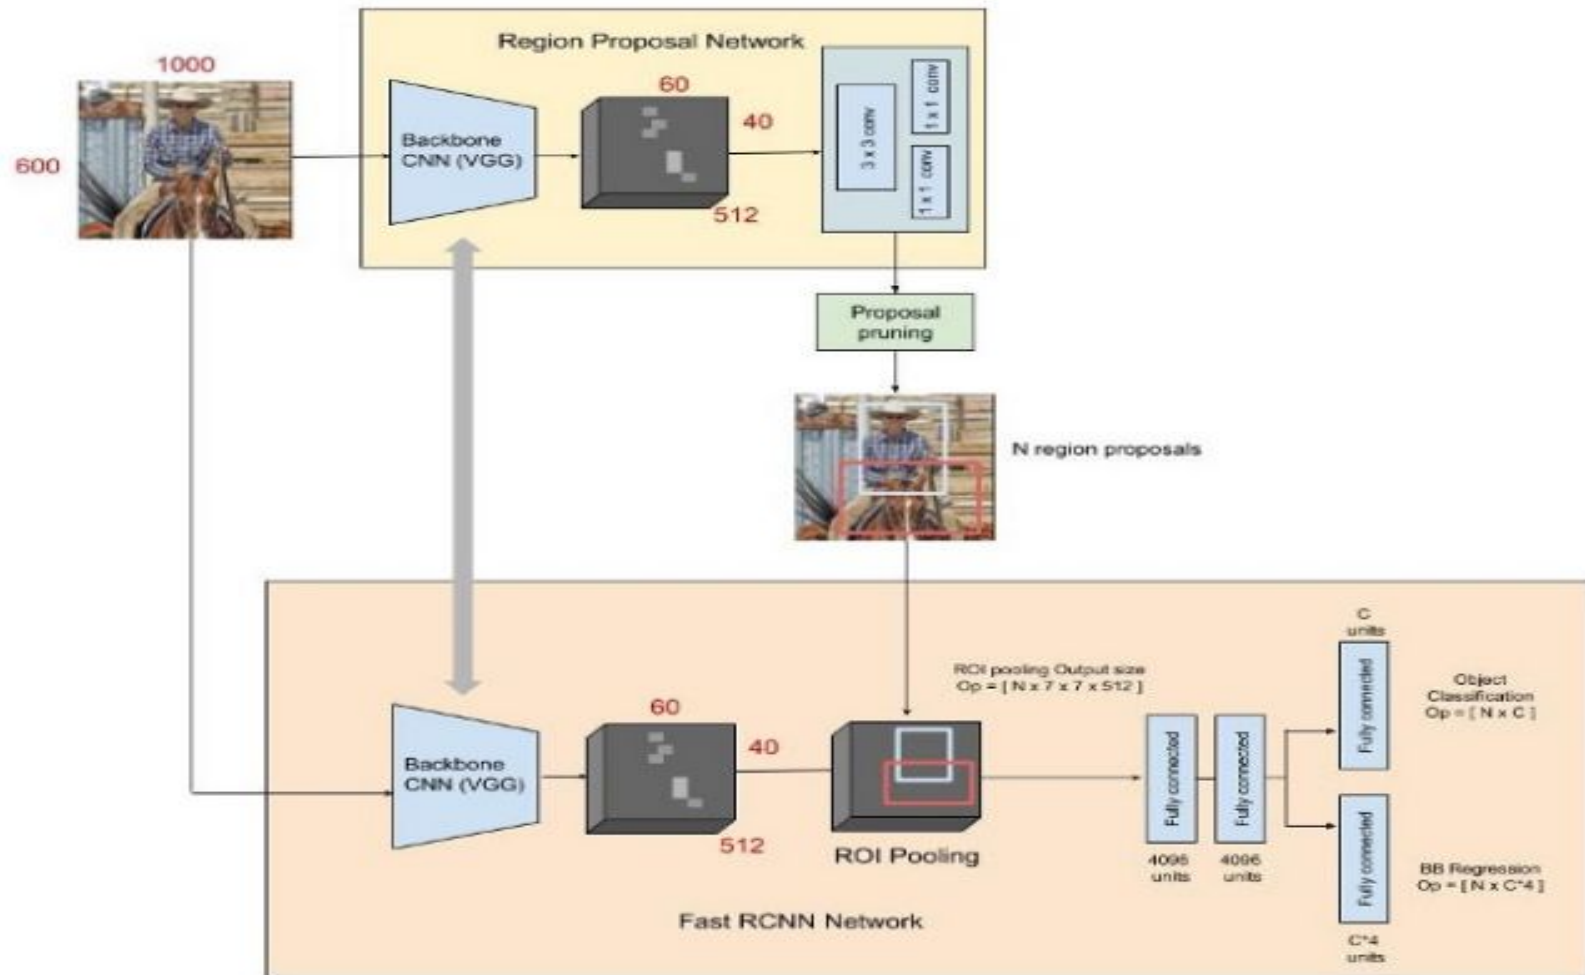 Region Proposal Network
1000
600
Backbone
CNN (VGG)
60
40
512
3 x 3 conv
1 x 1 conv
1 x 1 conv
Proposal
pruning
N region proposals
Backbone
CNN (VGG)
60
40
512
ROI Pooling
ROI pooling Output size
Op = [ N x 7 x 7 x 512 ]
Fully connected
4096
units
Fully connected
4096
units
C
units
Fully connected
Object
Classification
Op = [ N x C ]
Fully connected
C*4
units
BB Regression
Op = [ N x C*4 ]
Fast RCNN Network